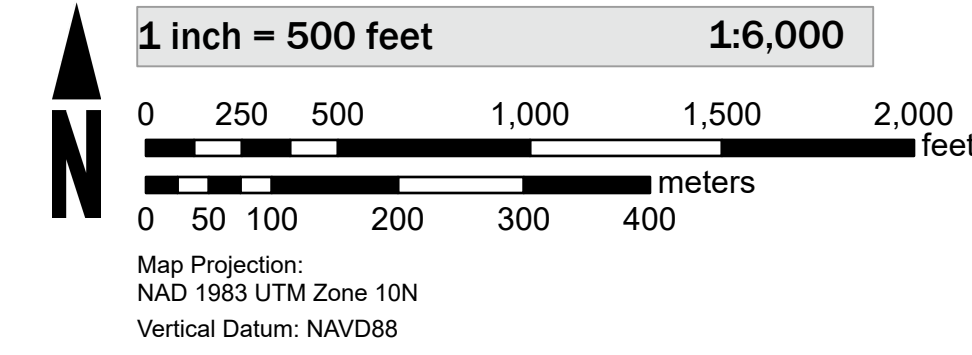 1 inch = 500 feet 1:6,000
0 250 500 1,000 1,500 2,000
feet
N
meters
0 50 100 200 300 400
Map Projection:
NAD 1983 UTM Zone 10N
Vertical Datum: NAVD88